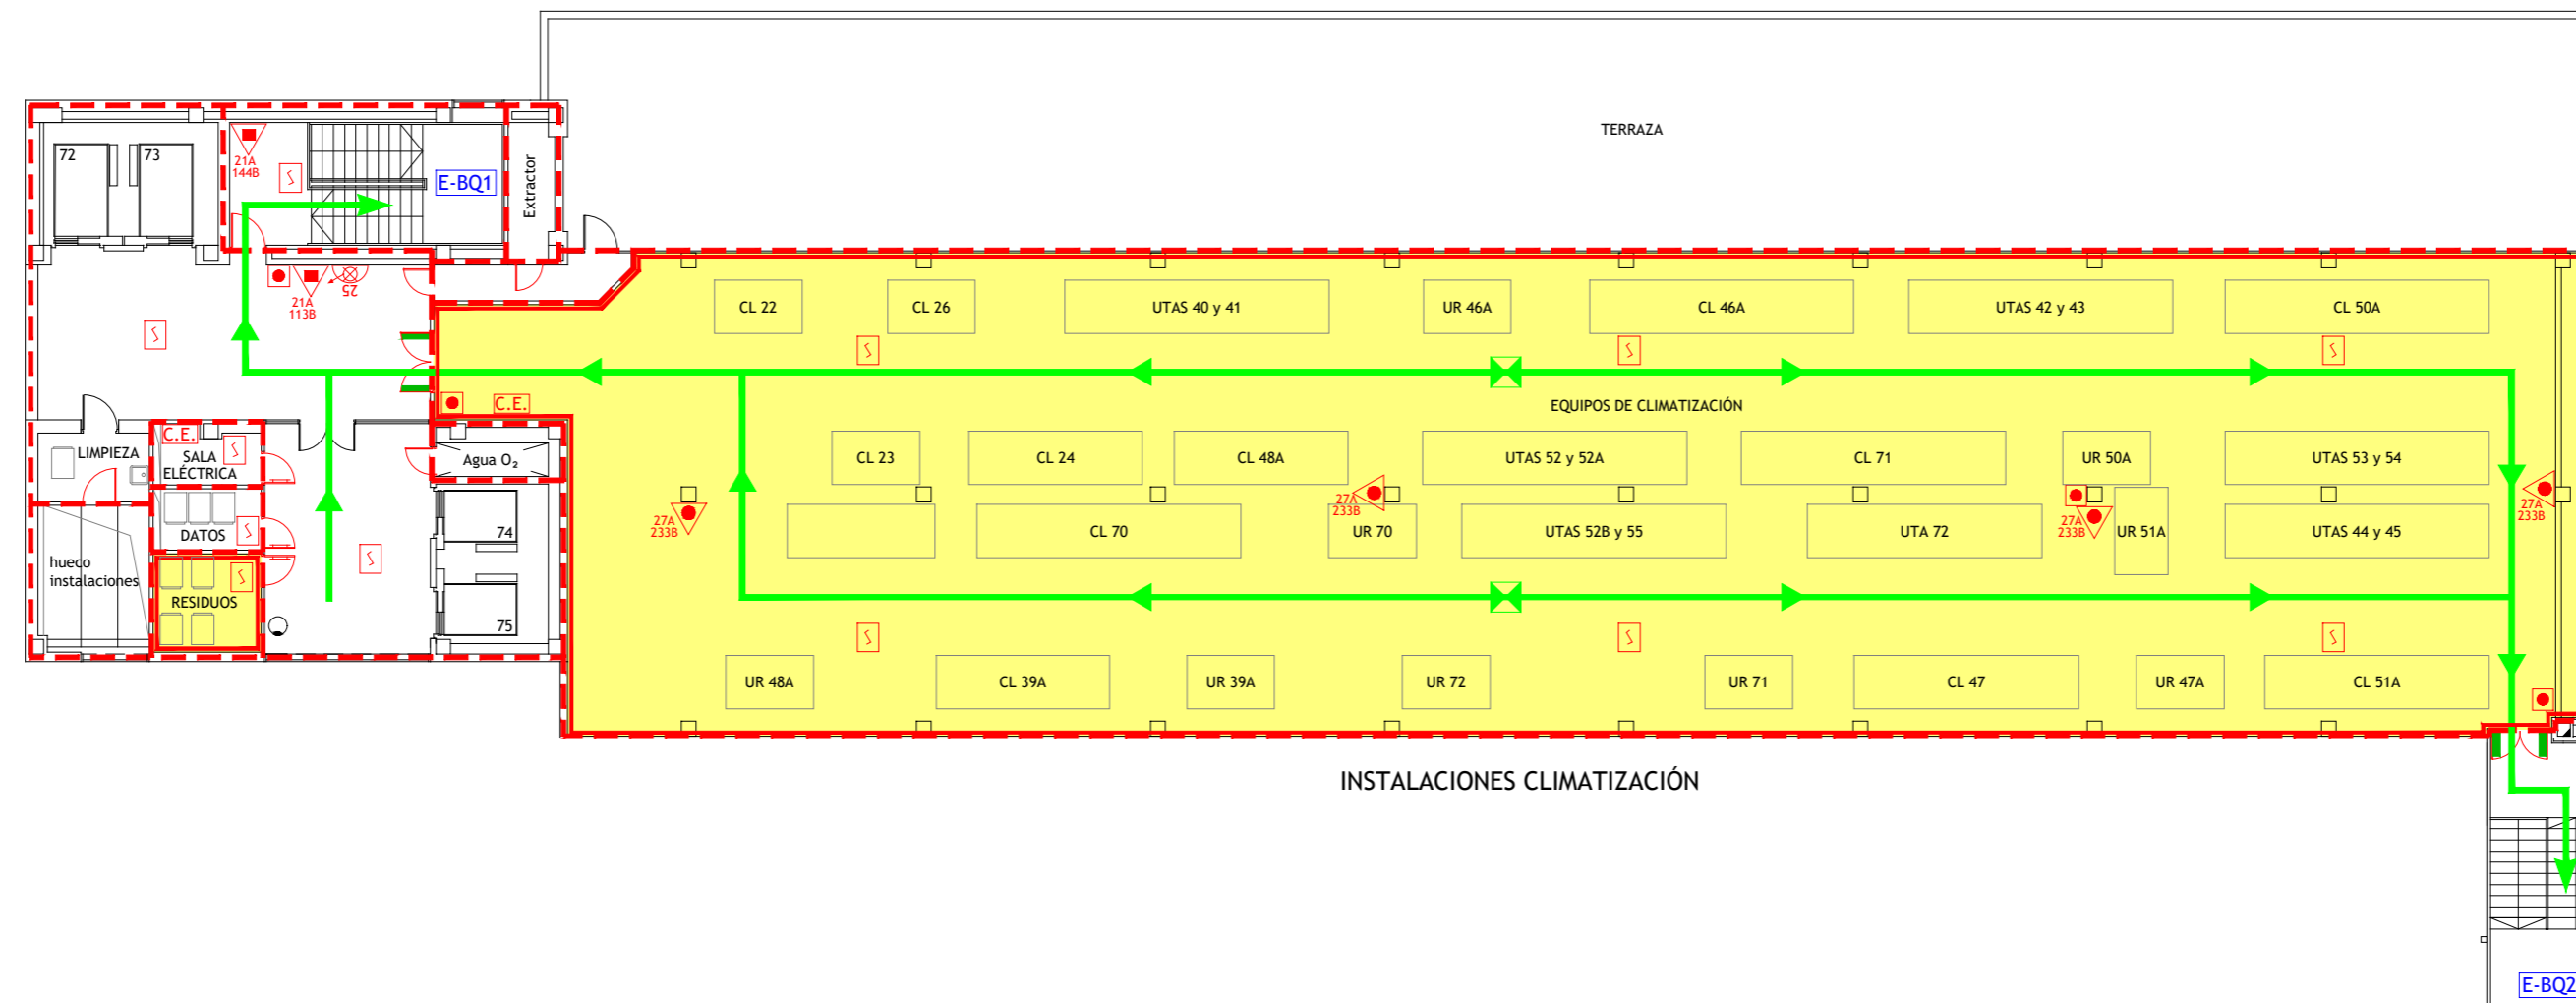 TERRAZA
72
73
21A
144B
E-BQ1
Extractor
21A
113B
25
CL 22
CL 26
UTAS 40 y 41
UR 46A
CL 46A
UTAS 42 y 43
CL 50A
C.E.
EQUIPOS DE CLIMATIZACIÓN
LIMPIEZA
C.E.
SALA
ELÉCTRICA
Agua O₂
CL 23
CL 24
CL 48A
UTAS 52 y 52A
CL 71
UR 50A
UTAS 53 y 54
27A
233B
27A
233B
27A
233B
27A
233B
DATOS
74
CL 70
UR 70
UTAS 52B y 55
UTA 72
UR 51A
UTAS 44 y 45
hueco
instalaciones
RESIDUOS
75
UR 48A
CL 39A
UR 39A
UR 72
UR 71
CL 47
UR 47A
CL 51A
INSTALACIONES CLIMATIZACIÓN
E-BQ2